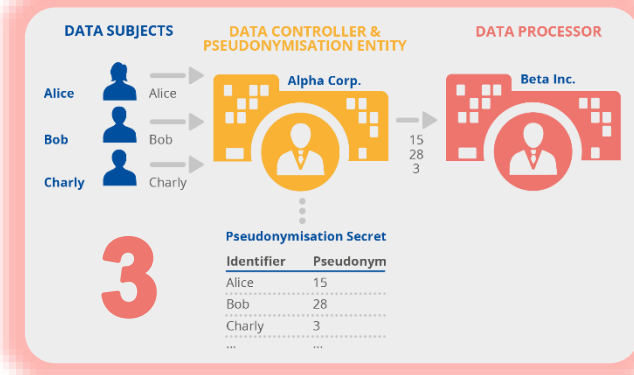 DATA SUBJECTS
Alice
Alice
Bob
Bob
Charly
Charly
DATA CONTROLLER &
PSEUDONYMISATION ENTITY
Alpha Corp.
15
28
3
DATA PROCESSOR
Beta Inc.
3
Pseudonymisation Secret
Identifier Pseudonym
Alice 15
Bob 28
Charly 3
... ...